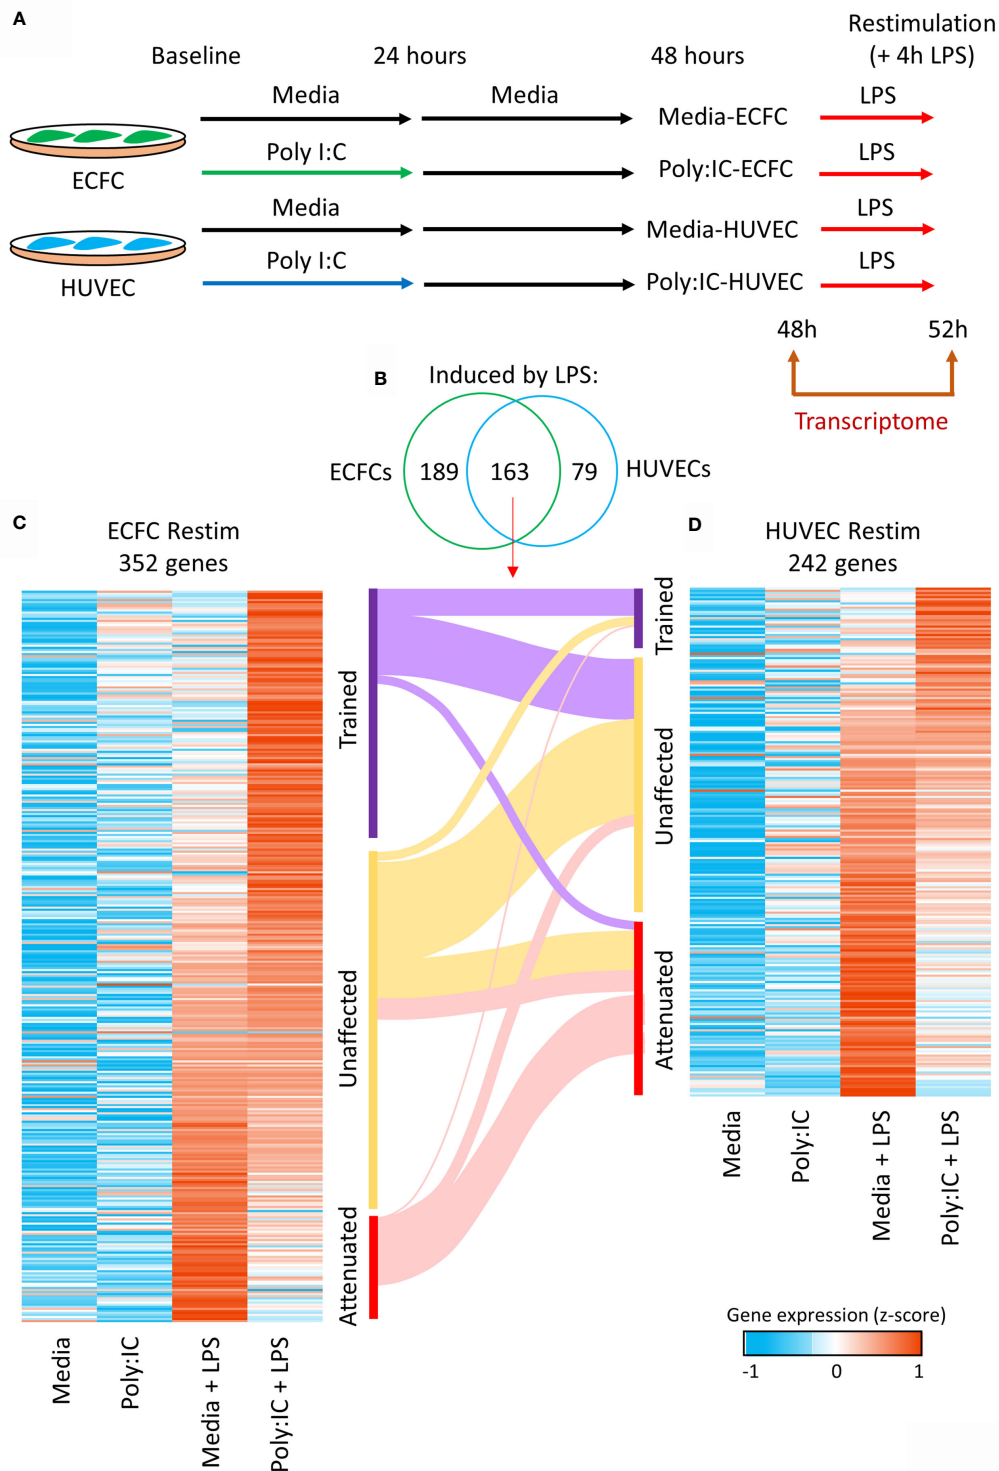 A
Baseline
24 hours
48 hours
Restimulation
(+ 4h LPS)
Media
Media
Media-ECFC
LPS
ECFC
Poly I:C
Poly:IC-ECFC
LPS
Media
Media-HUVEC
LPS
HUVEC
Poly I:C
Poly:IC-HUVEC
LPS
48h
52h
Transcriptome
B
Induced by LPS:
ECFCs
189
163
79
HUVECs
C
ECFC Restim
352 genes
D
HUVEC Restim
242 genes
Trained
Unaffected
Attenuated
Trained
Unaffected
Attenuated
Media
Poly:IC
Media + LPS
Poly:IC + LPS
Media
Poly:IC
Media + LPS
Poly:IC + LPS
Gene expression (z-score)
-1
0
1